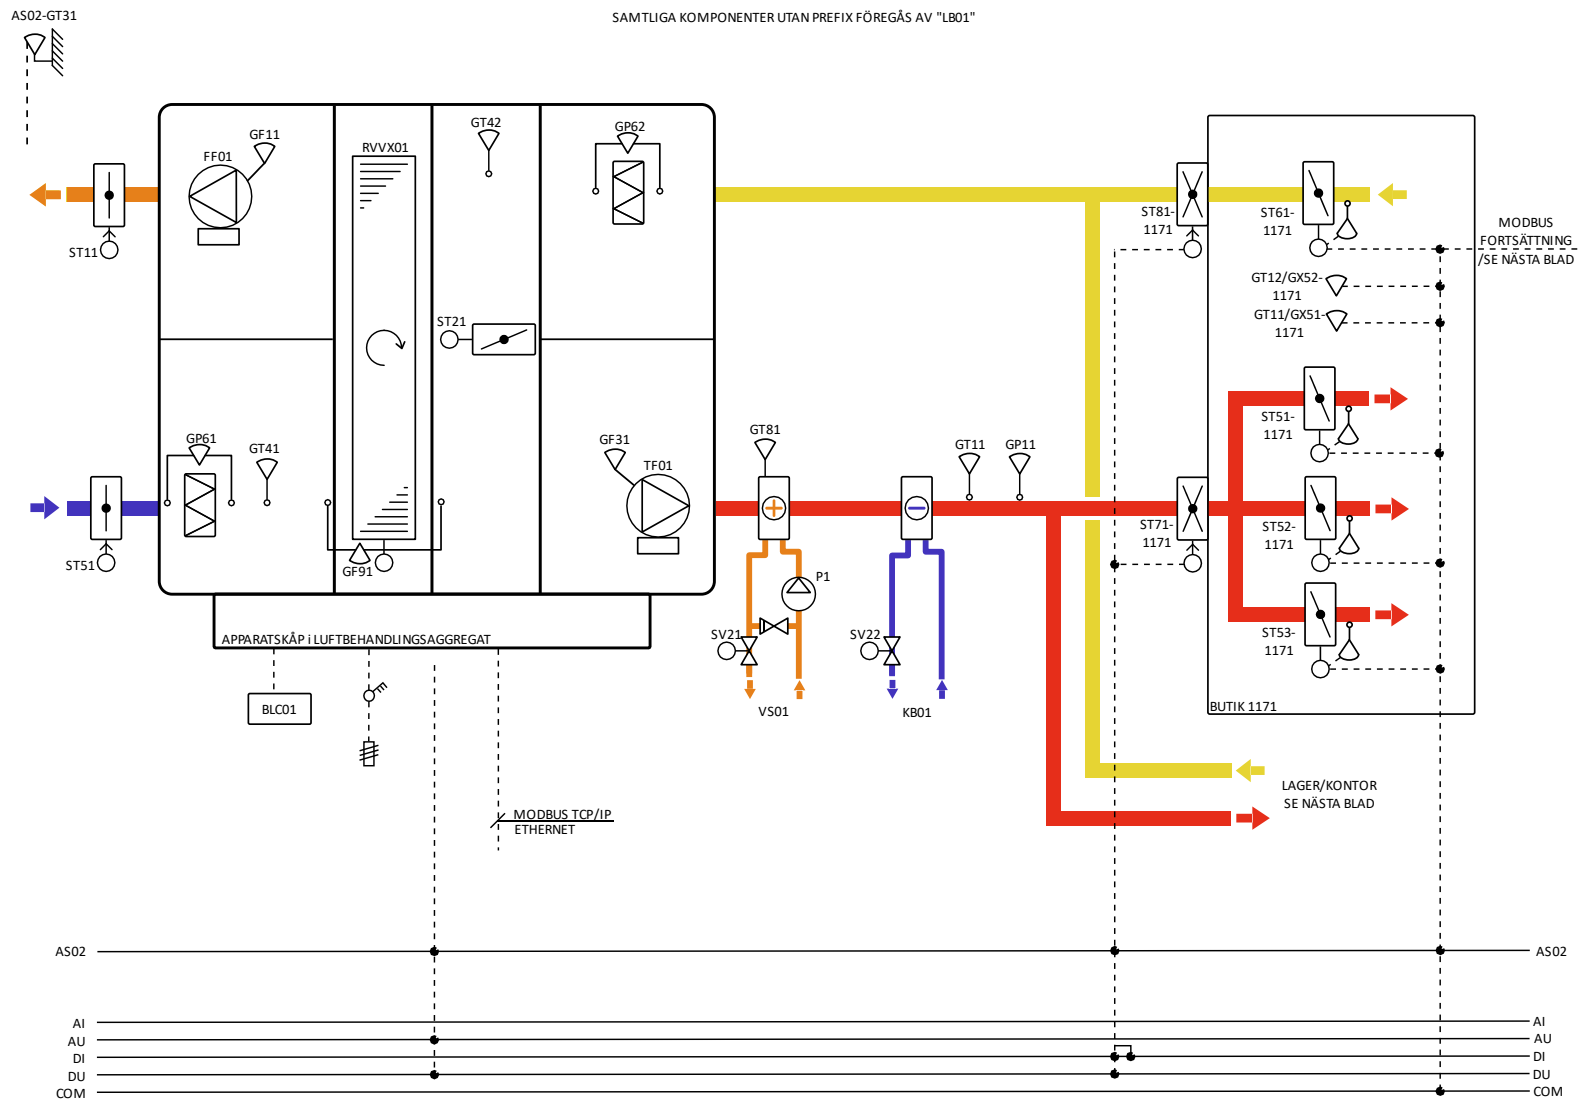 AS02-GT31
SAMTLIGA KOMPONENTER UTAN PREFIX FÖREGÅS AV "LB01"
GF11
FF01
RVVX01
GT42
GP62
ST11
ST81-
1171
ST61-
1171
MODBUS
FORTSÄTTNING
/SE NÄSTA BLAD
GT12/GX52-
1171
GT11/GX51-
1171
ST21
ST51-
1171
GP61
GT41
GF31
TF01
GT81
GT11
GP11
ST51
GF91
ST71-
1171
ST52-
1171
P1
SV21
SV22
ST53-
1171
APPARATSKÅP i LUFTBEHANDLINGSAGGREGAT
BLC01
VS01
KB01
BUTIK 1171
LAGER/KONTOR
SE NÄSTA BLAD
MODBUS TCP/IP
ETHERNET
AS02
AS02
AI
AI
AU
AU
DI
DI
DU
DU
COM
COM